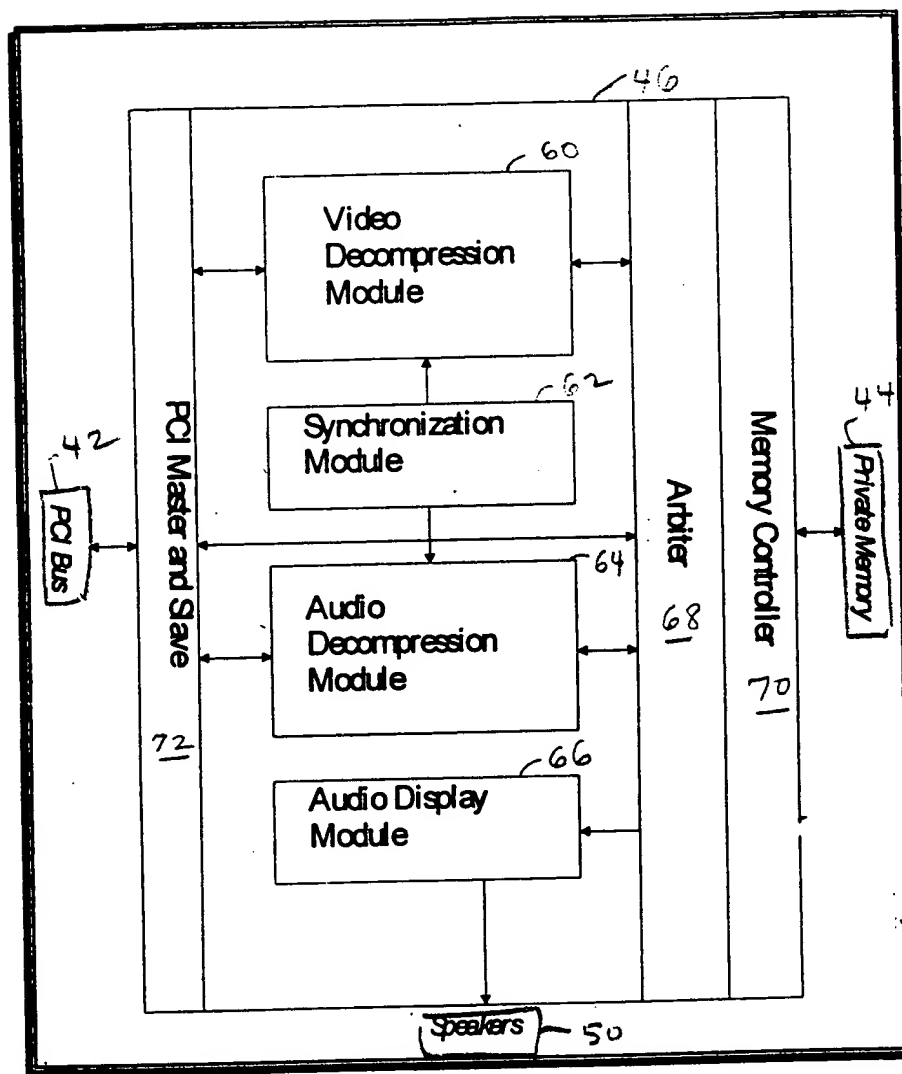 46
60
Video
Decompression
Module
62
Synchronization
Module
42
PCI Bus
PCI Master and Slave
72
64
Audio
Decompression
Module
66
Audio Display
Module
Arbiter
68
Memory Controller
70
44
Private Memory
Speakers
50